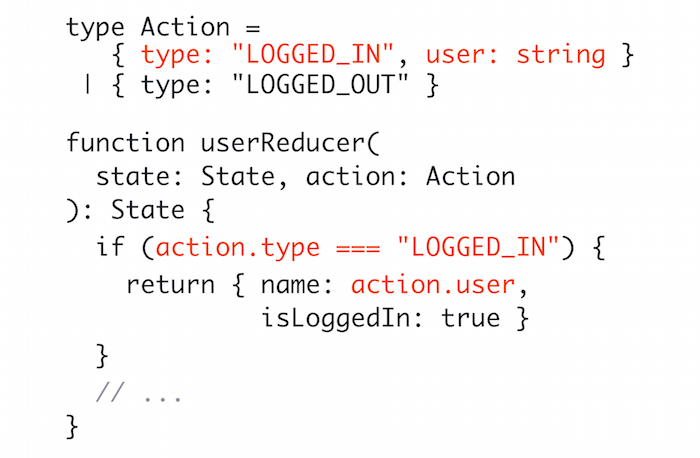 type Action =
{ type: "LOGGED_IN", user: string }
| { type: "LOGGED_OUT" }
function userReducer(
state: State, action: Action
): State {
if (action.type === "LOGGED_IN") {
return { name: action.user,
isLoggedIn: true }
}
// ...
}